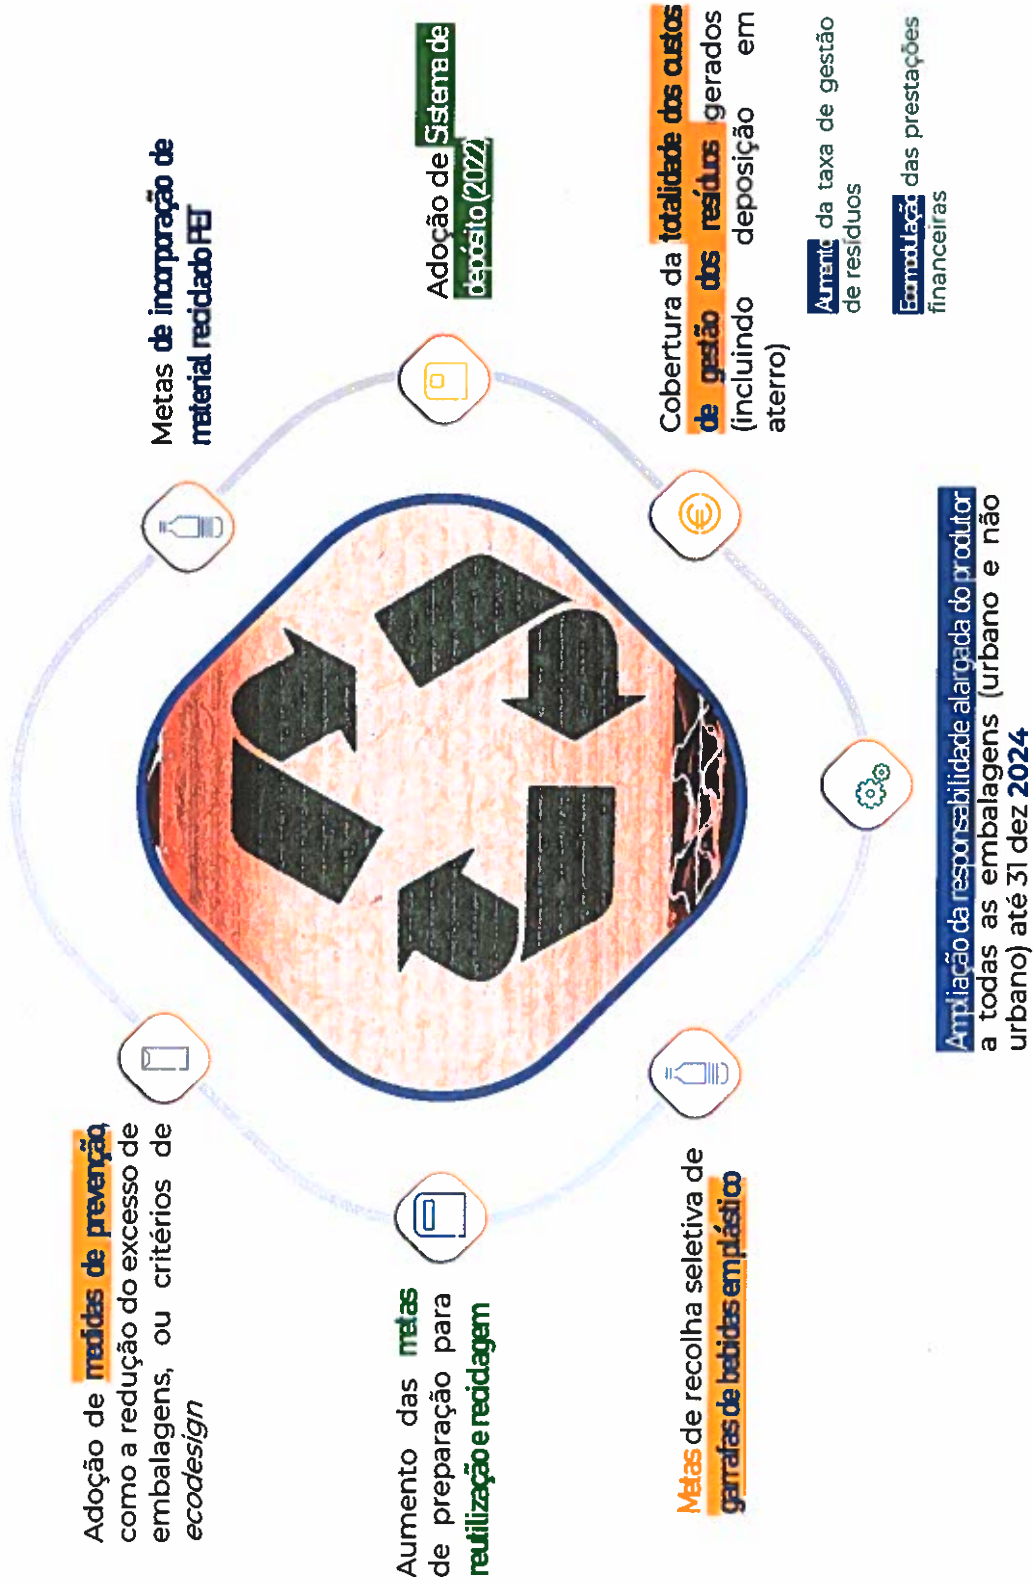 Adoção de medidas de prevenção,
como a redução do excesso de
embalagens, ou critérios de
ecodesign
Metas de incorporação de
material reciclado PET
Aumento das metas
de preparação para
reutilização e reciclagem
Adoção de Sistema de
depósito (2022)
Metas de recolha seletiva de
garrafas de bebidas em plástico
Cobertura da totalidade dos custos
de gestão dos resíduos gerados
(incluindo deposição em
aterro)
Aumento da taxa de gestão
de resíduos
Ecomodulação das prestações
financeiras
Ampliação da responsabilidade alargada do produtor
a todas as embalagens (urbano e não
urbano) até 31 dez 2024